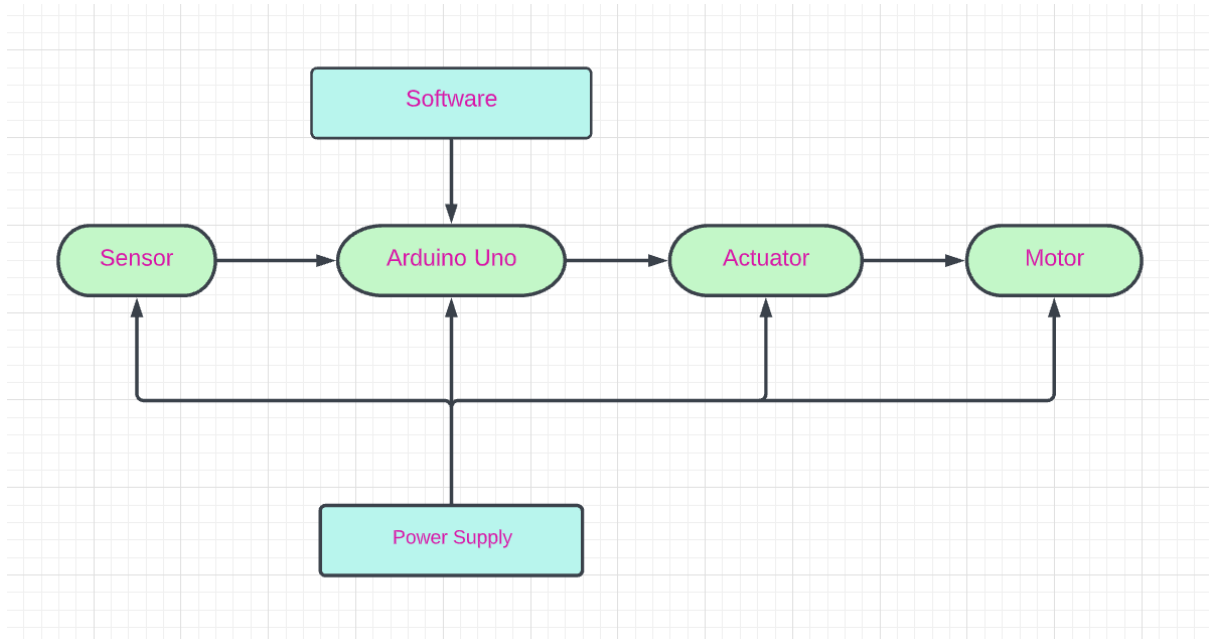 Software
Sensor
Arduino Uno
Actuator
Motor
Power Supply